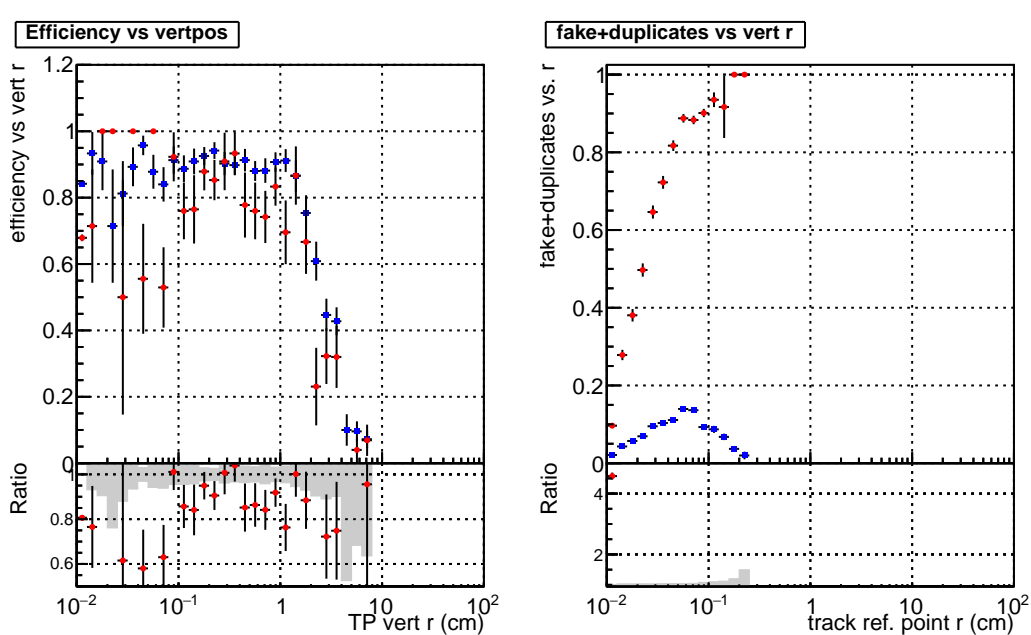 Efficiency vs vertpos
efficiency vs vert r
1.2
1
0.8
0.6
0.4
0.2
0
Ratio
1
0.8
0.6
10−2 10−1 1 10 102
TP vert r (cm)
fake+duplicates vs vert r
fake+duplicates vs. r
1
0.8
0.6
0.4
0.2
0
Ratio
4
2
10−2 10−1 1 10 102
track ref. point r (cm)